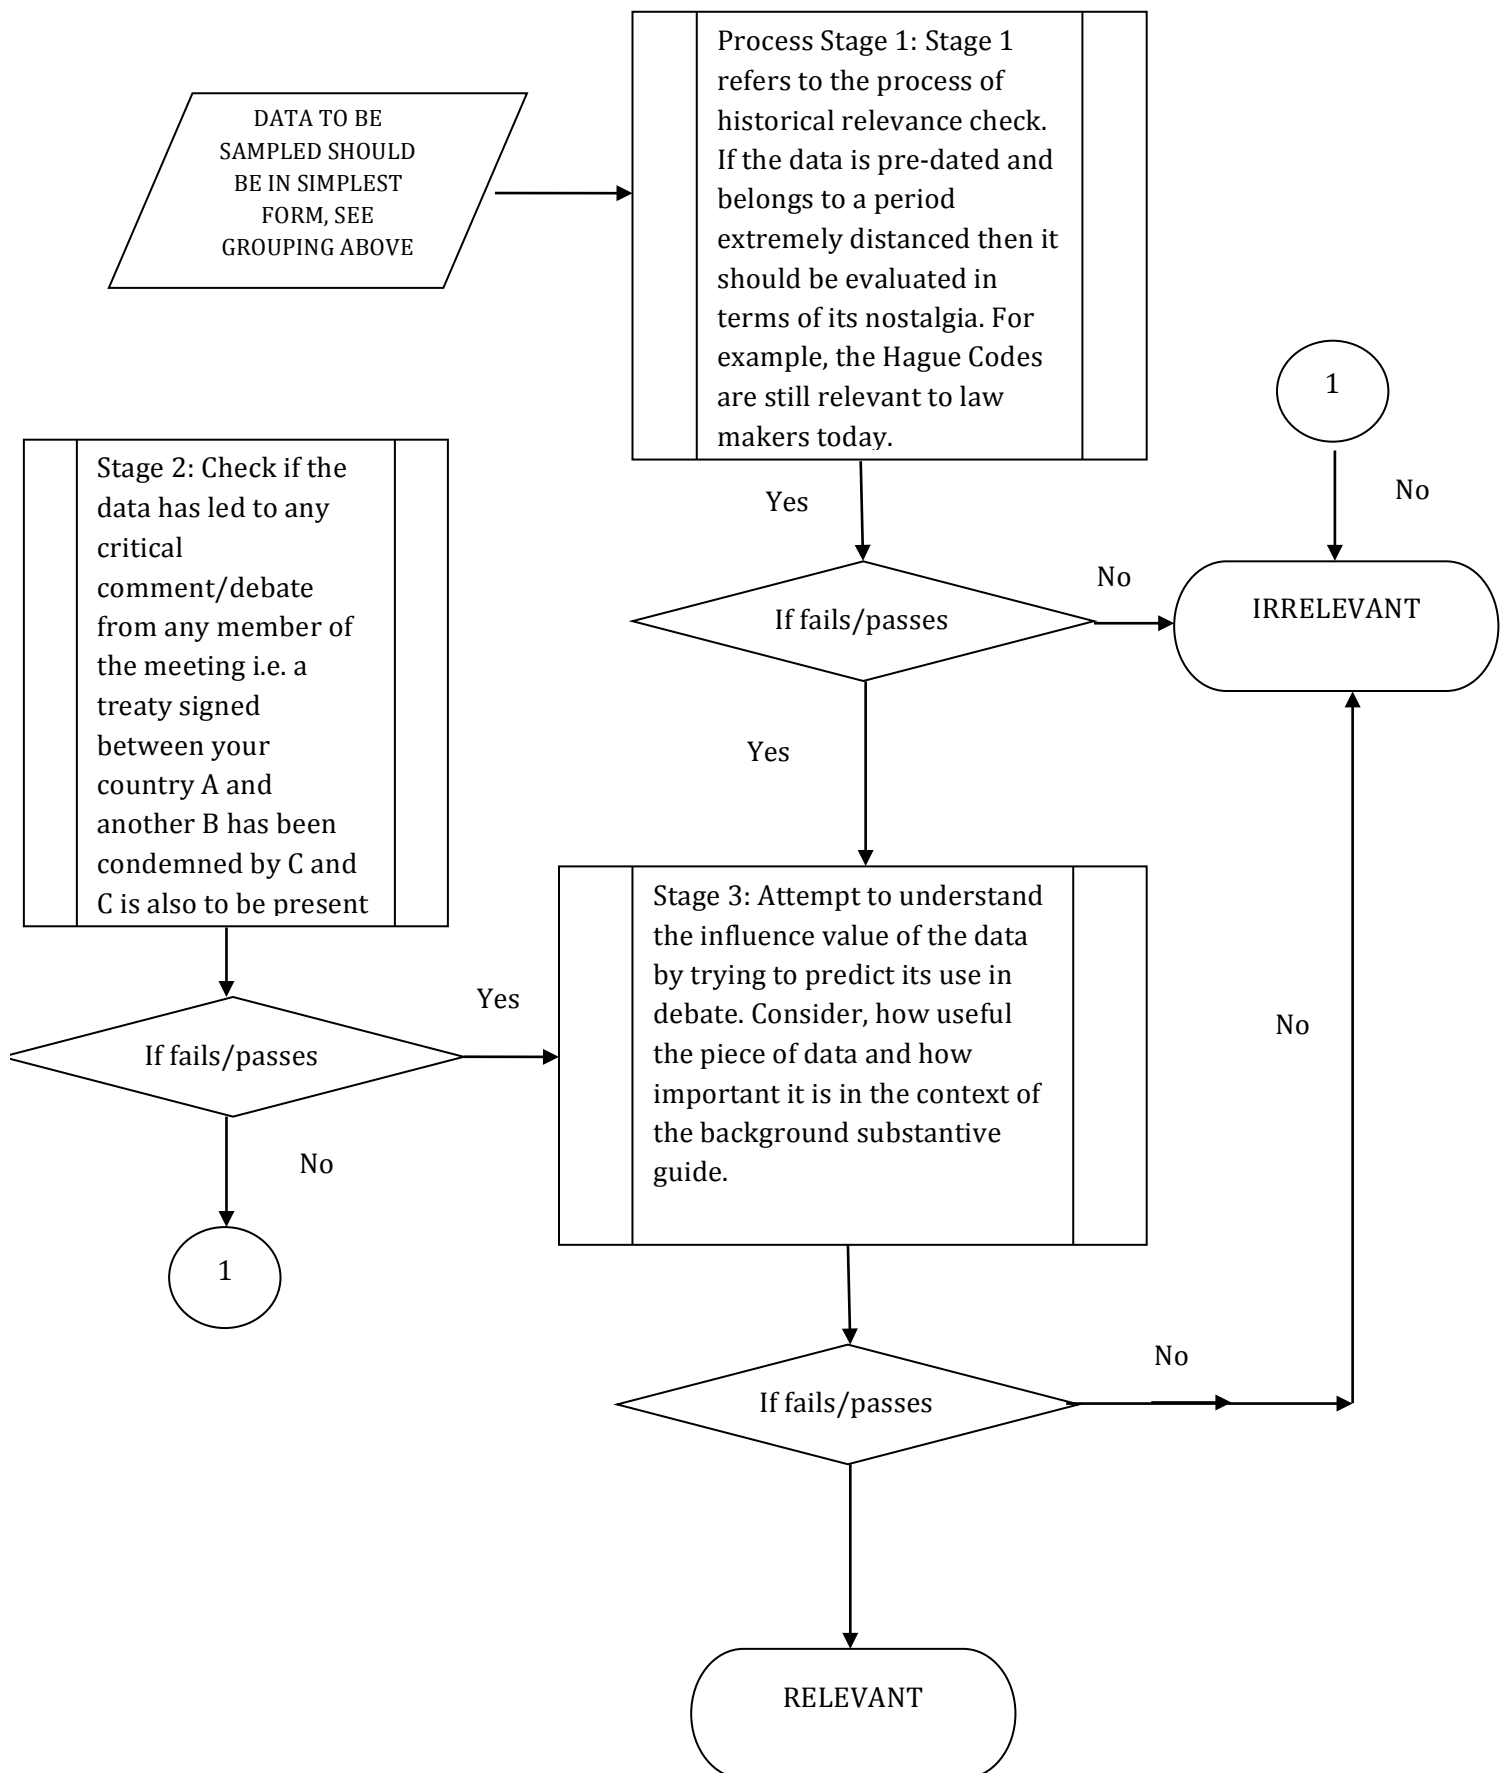 DATA TO BE
SAMPLED SHOULD
BE IN SIMPLEST
FORM, SEE
GROUPING ABOVE
Process Stage 1: Stage 1
refers to the process of
historical relevance check.
If the data is pre-dated and
belongs to a period
extremely distanced then it
should be evaluated in
terms of its nostalgia. For
example, the Hague Codes
are still relevant to law
makers today.
Yes
If fails/passes
No
1
No
IRRELEVANT
Yes
Stage 2: Check if the
data has led to any
critical
comment/debate
from any member of
the meeting i.e. a
treaty signed
between your
country A and
another B has been
condemned by C and
C is also to be present
If fails/passes
Yes
No
1
Stage 3: Attempt to understand
the influence value of the data
by trying to predict its use in
debate. Consider, how useful
the piece of data and how
important it is in the context of
the background substantive
guide.
No
If fails/passes
No
RELEVANT